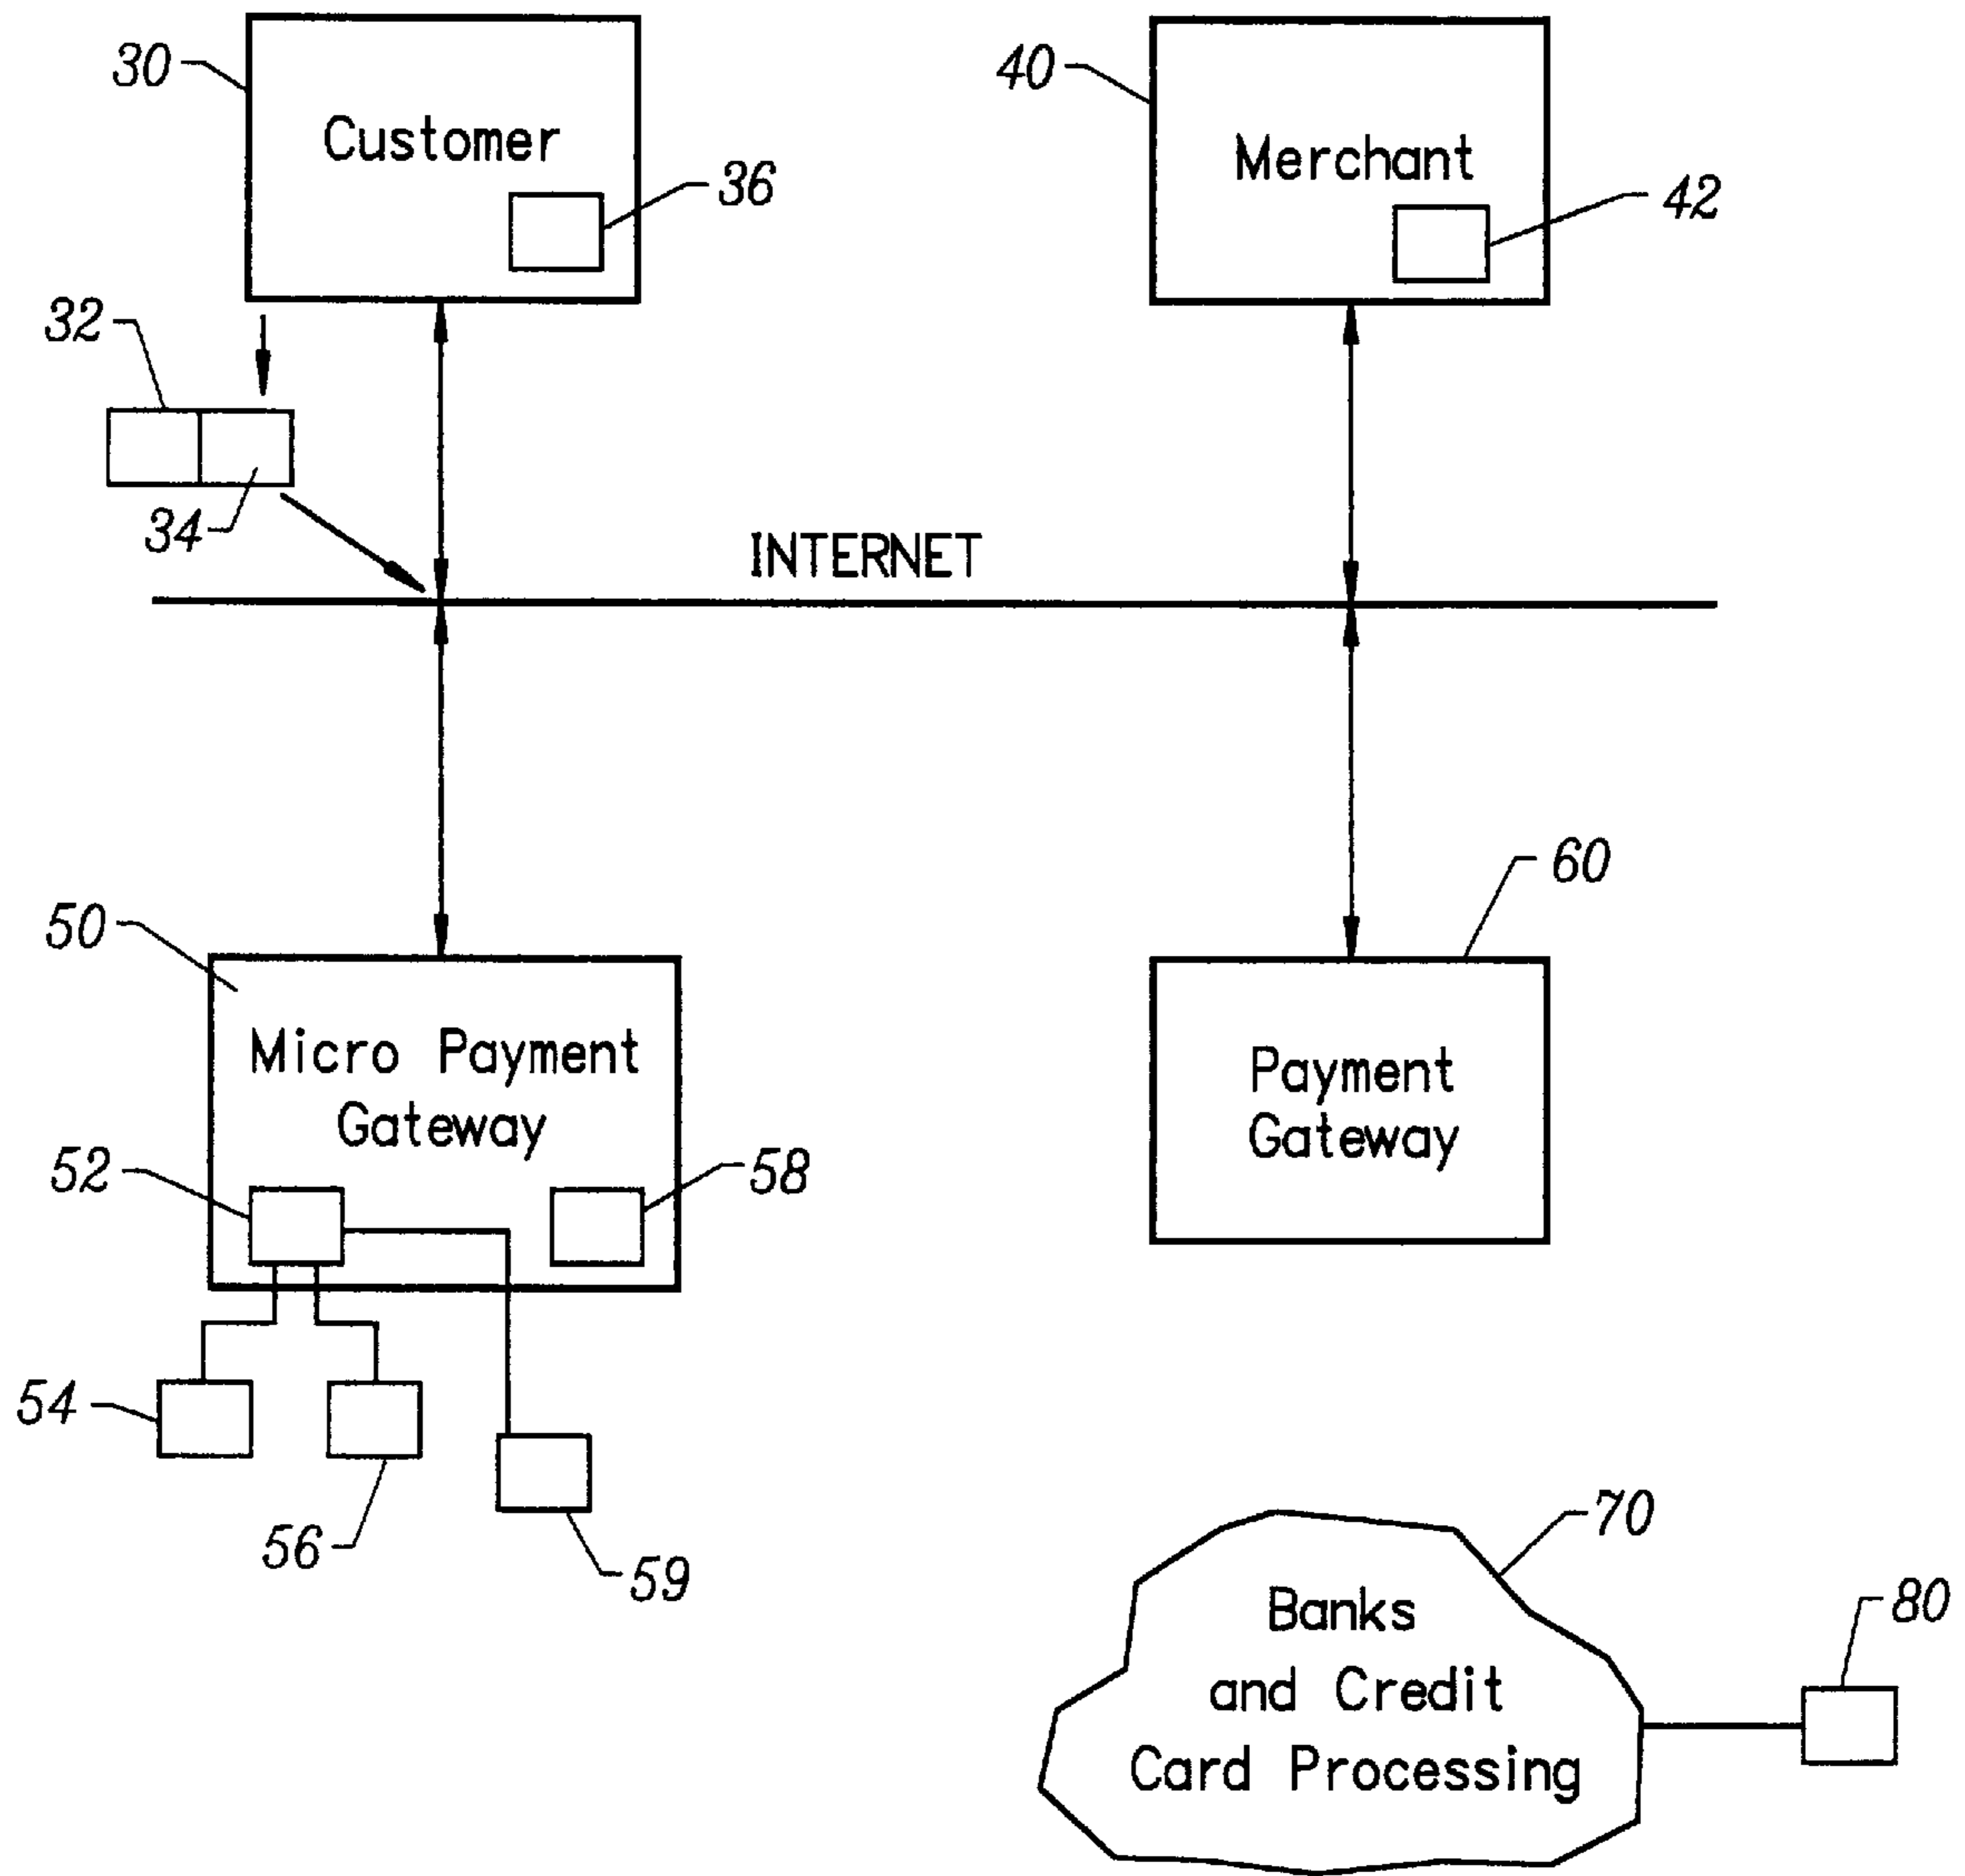 30
Customer
36
40
Merchant
42
32
34
INTERNET
50
Micro Payment
Gateway
52
58
54
56
59
60
Payment
Gateway
70
Banks
and Credit
Card Processing
80